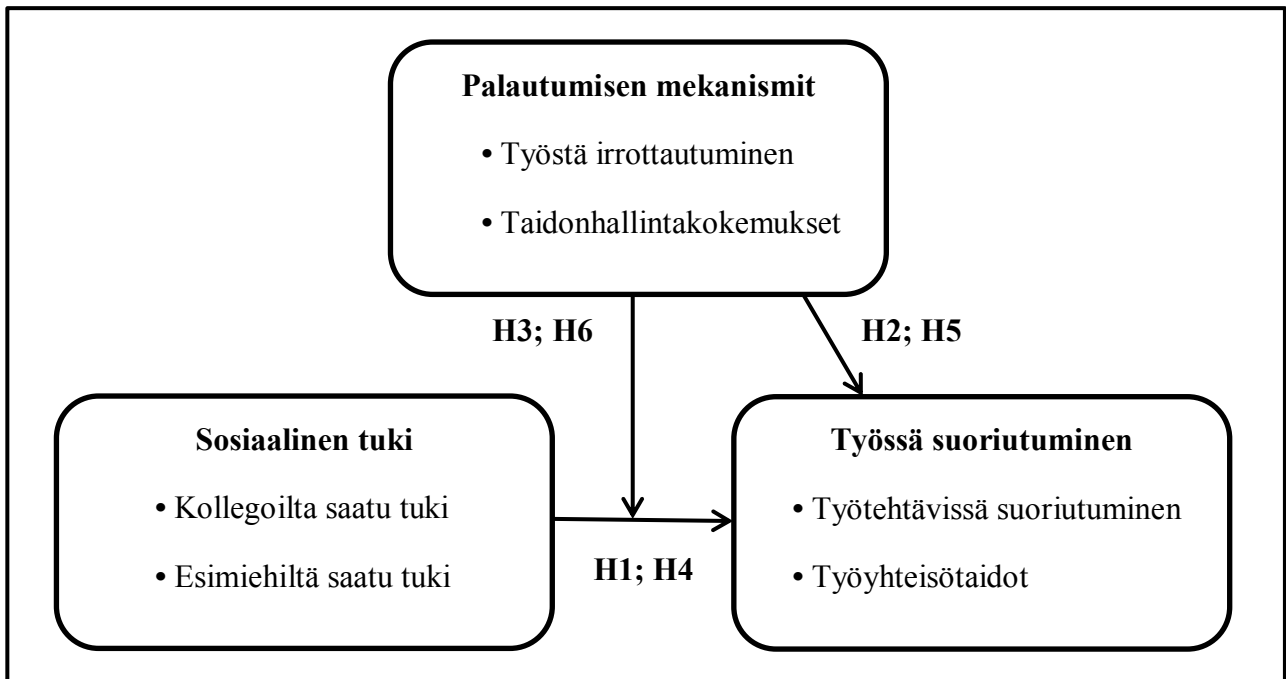 Palautumisen mekanismit
• Työstä irrottautuminen
• Taidonhallintakokemukset
H3; H6
H2; H5
Sosiaalinen tuki
• Kollegoilta saatu tuki
• Esimiehiltä saatu tuki
H1; H4
Työssä suoriutuminen
• Työtehtävissä suoriutuminen
• Työyhteisötaidot